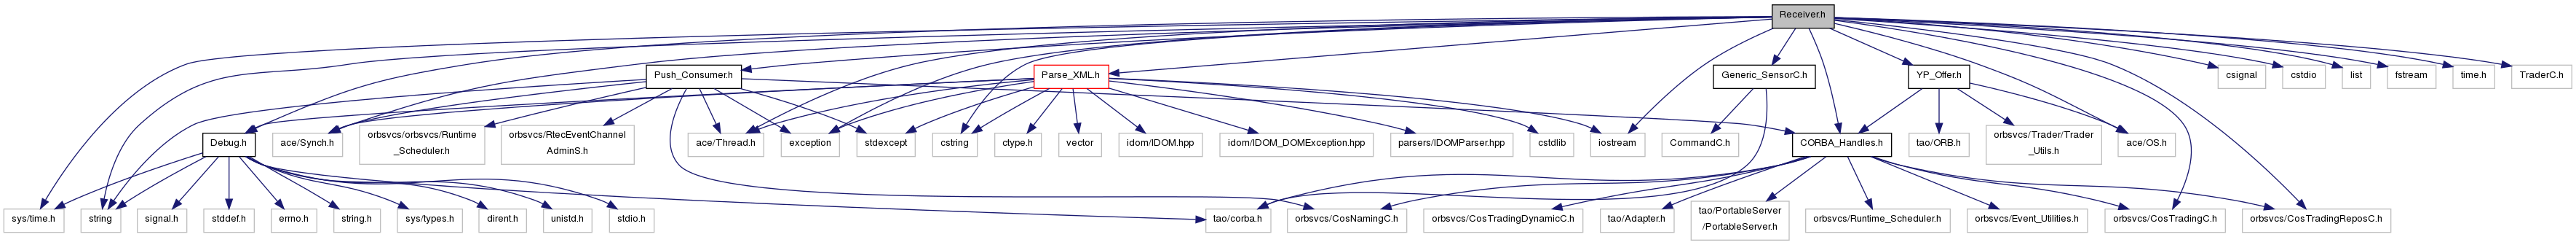 Receiver.h
Push_Consumer.h
Parse_XML.h
Generic_SensorC.h
YP_Offer.h
csignal
cstdio
list
fstream
time.h
TraderC.h
Debug.h
ace/Synch.h
orbsvcs/orbsvcs/Runtime
_Scheduler.h
orbsvcs/RtecEventChannel
AdminS.h
ace/Thread.h
exception
stdexcept
cstring
ctype.h
vector
idom/IDOM.hpp
idom/IDOM_DOMException.hpp
parsers/IDOMParser.hpp
cstdlib
iostream
CommandC.h
CORBA_Handles.h
tao/ORB.h
orbsvcs/Trader/Trader
_Utils.h
ace/OS.h
sys/time.h
string
signal.h
stddef.h
errno.h
string.h
sys/types.h
dirent.h
unistd.h
stdio.h
tao/corba.h
orbsvcs/CosNamingC.h
orbsvcs/CosTradingDynamicC.h
tao/Adapter.h
tao/PortableServer
/PortableServer.h
orbsvcs/Runtime_Scheduler.h
orbsvcs/Event_Utilities.h
orbsvcs/CosTradingC.h
orbsvcs/CosTradingReposC.h